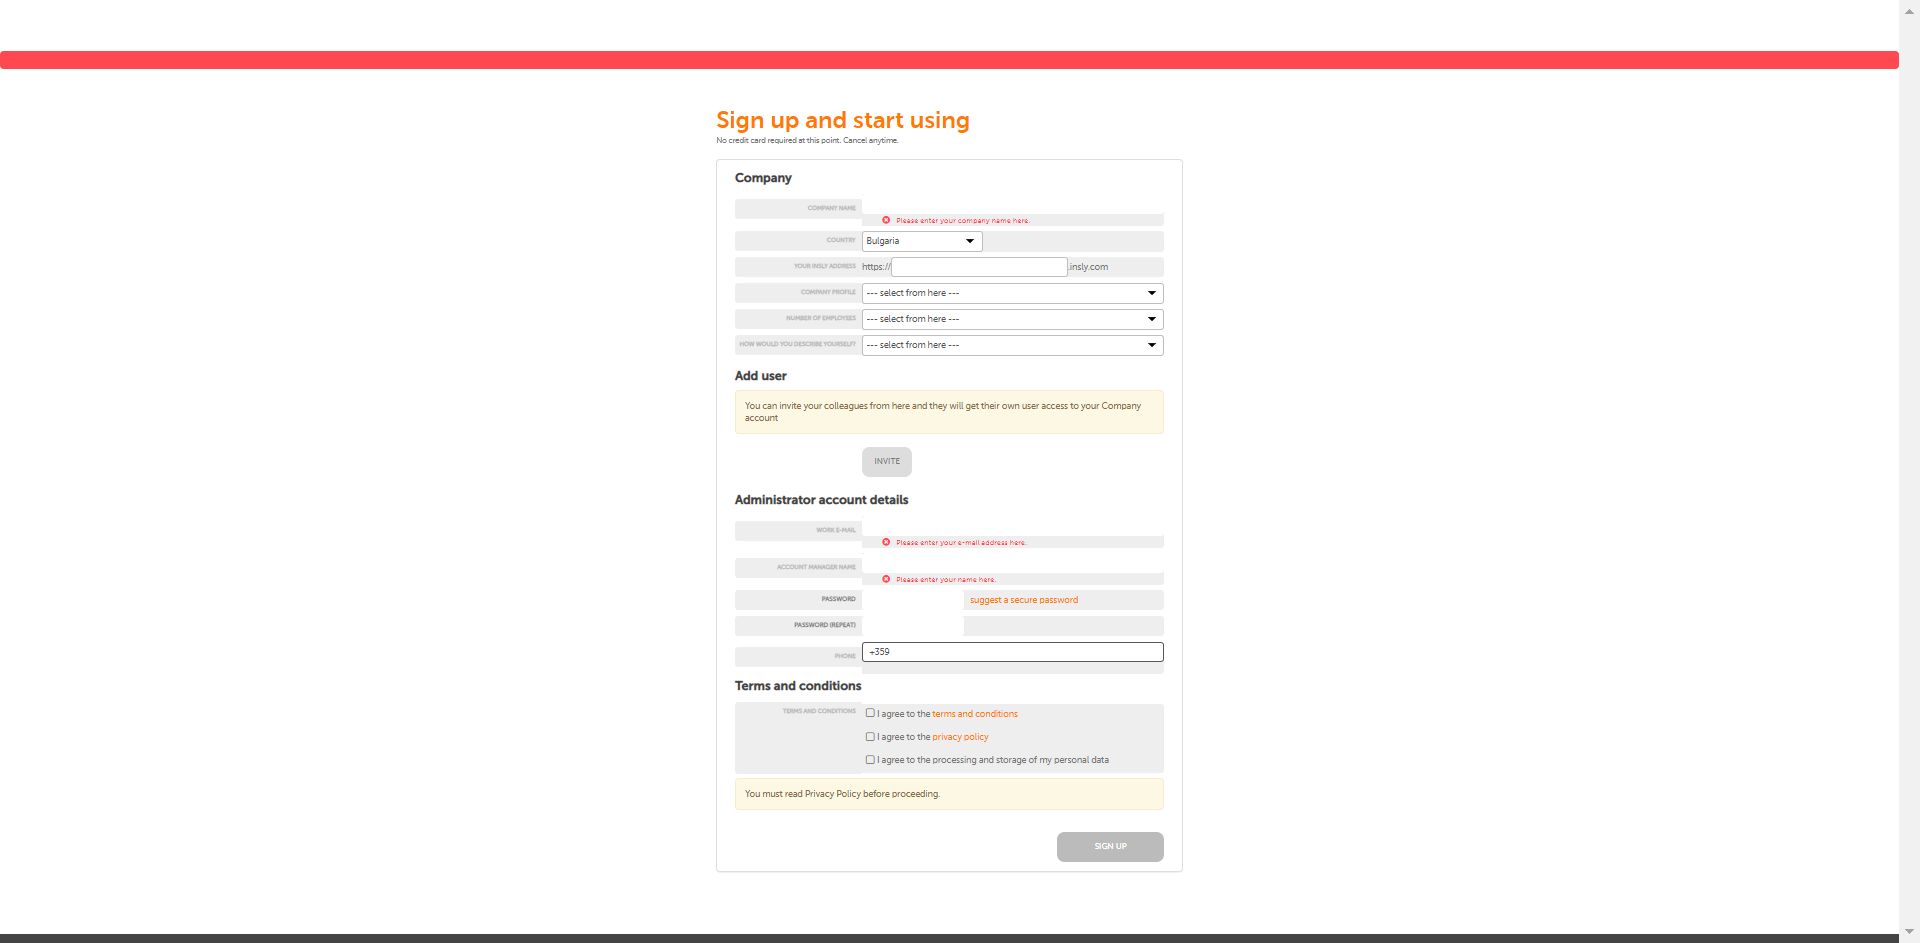 Sign up and start using
No credit card required at this point. Cancel anytime.
Company
COMPANY NAME
Please enter your company name here.
COUNTRY Bulgaria
YOUR INSLY ADDRESS https:// .insly.com
COMPANY PROFILE --- select from here ---
NUMBER OF EMPLOYEES --- select from here ---
HOW WOULD YOU DESCRIBE YOURSELF? --- select from here ---
Add user
You can invite your colleagues from here and they will get their own user access to your Company
account
INVITE
Administrator account details
WORK E-MAIL
Please enter your e-mail address here.
ACCOUNT MANAGER NAME
Please enter your name here.
PASSWORD suggest a secure password
PASSWORD (REPEAT)
PHONE +359
Terms and conditions
TERMS AND CONDITIONS I agree to the terms and conditions
I agree to the privacy policy
I agree to the processing and storage of my personal data
You must read Privacy Policy before proceeding.
SIGN UP